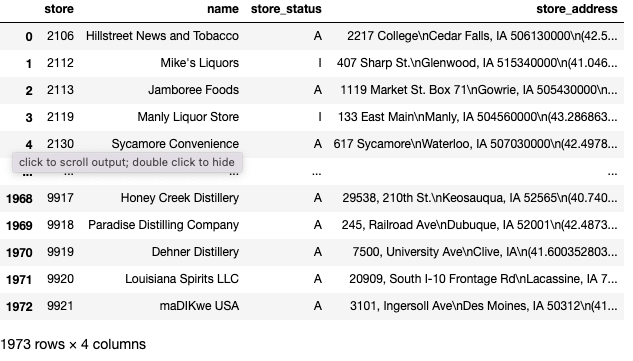 store name store_status store_address
0 2106 Hillstreet News and Tobacco A 2217 College\nCedar Falls, IA 506130000\n(42.5...
1 2112 Mike's Liquors I 407 Sharp St.\nGlenwood, IA 515340000\n(41.046...
2 2113 Jamboree Foods A 1119 Market St. Box 71\nGowrie, IA 505430000\n...
3 2119 Manly Liquor Store I 133 East Main\nManly, IA 504560000\n(43.286863...
4 2130 Sycamore Convenience A 617 Sycamore\nWaterloo, IA 507030000\n(42.4978...
click to scroll output; double click to hide
... ... ... ... ...
1968 9917 Honey Creek Distillery A 29538, 210th St.\nKeosauqua, IA 52565\n(40.740...
1969 9918 Paradise Distilling Company A 245, Railroad Ave\nDubuque, IA 52001\n(42.4873...
1970 9919 Dehner Distillery A 7500, University Ave\nClive, IA\n(41.600352803...
1971 9920 Louisiana Spirits LLC A 20909, South I-10 Frontage Rd\nLacassine, IA 7...
1972 9921 maDIKwe USA A 3101, Ingersoll Ave\nDes Moines, IA 50312\n(41...
1973 rows × 4 columns